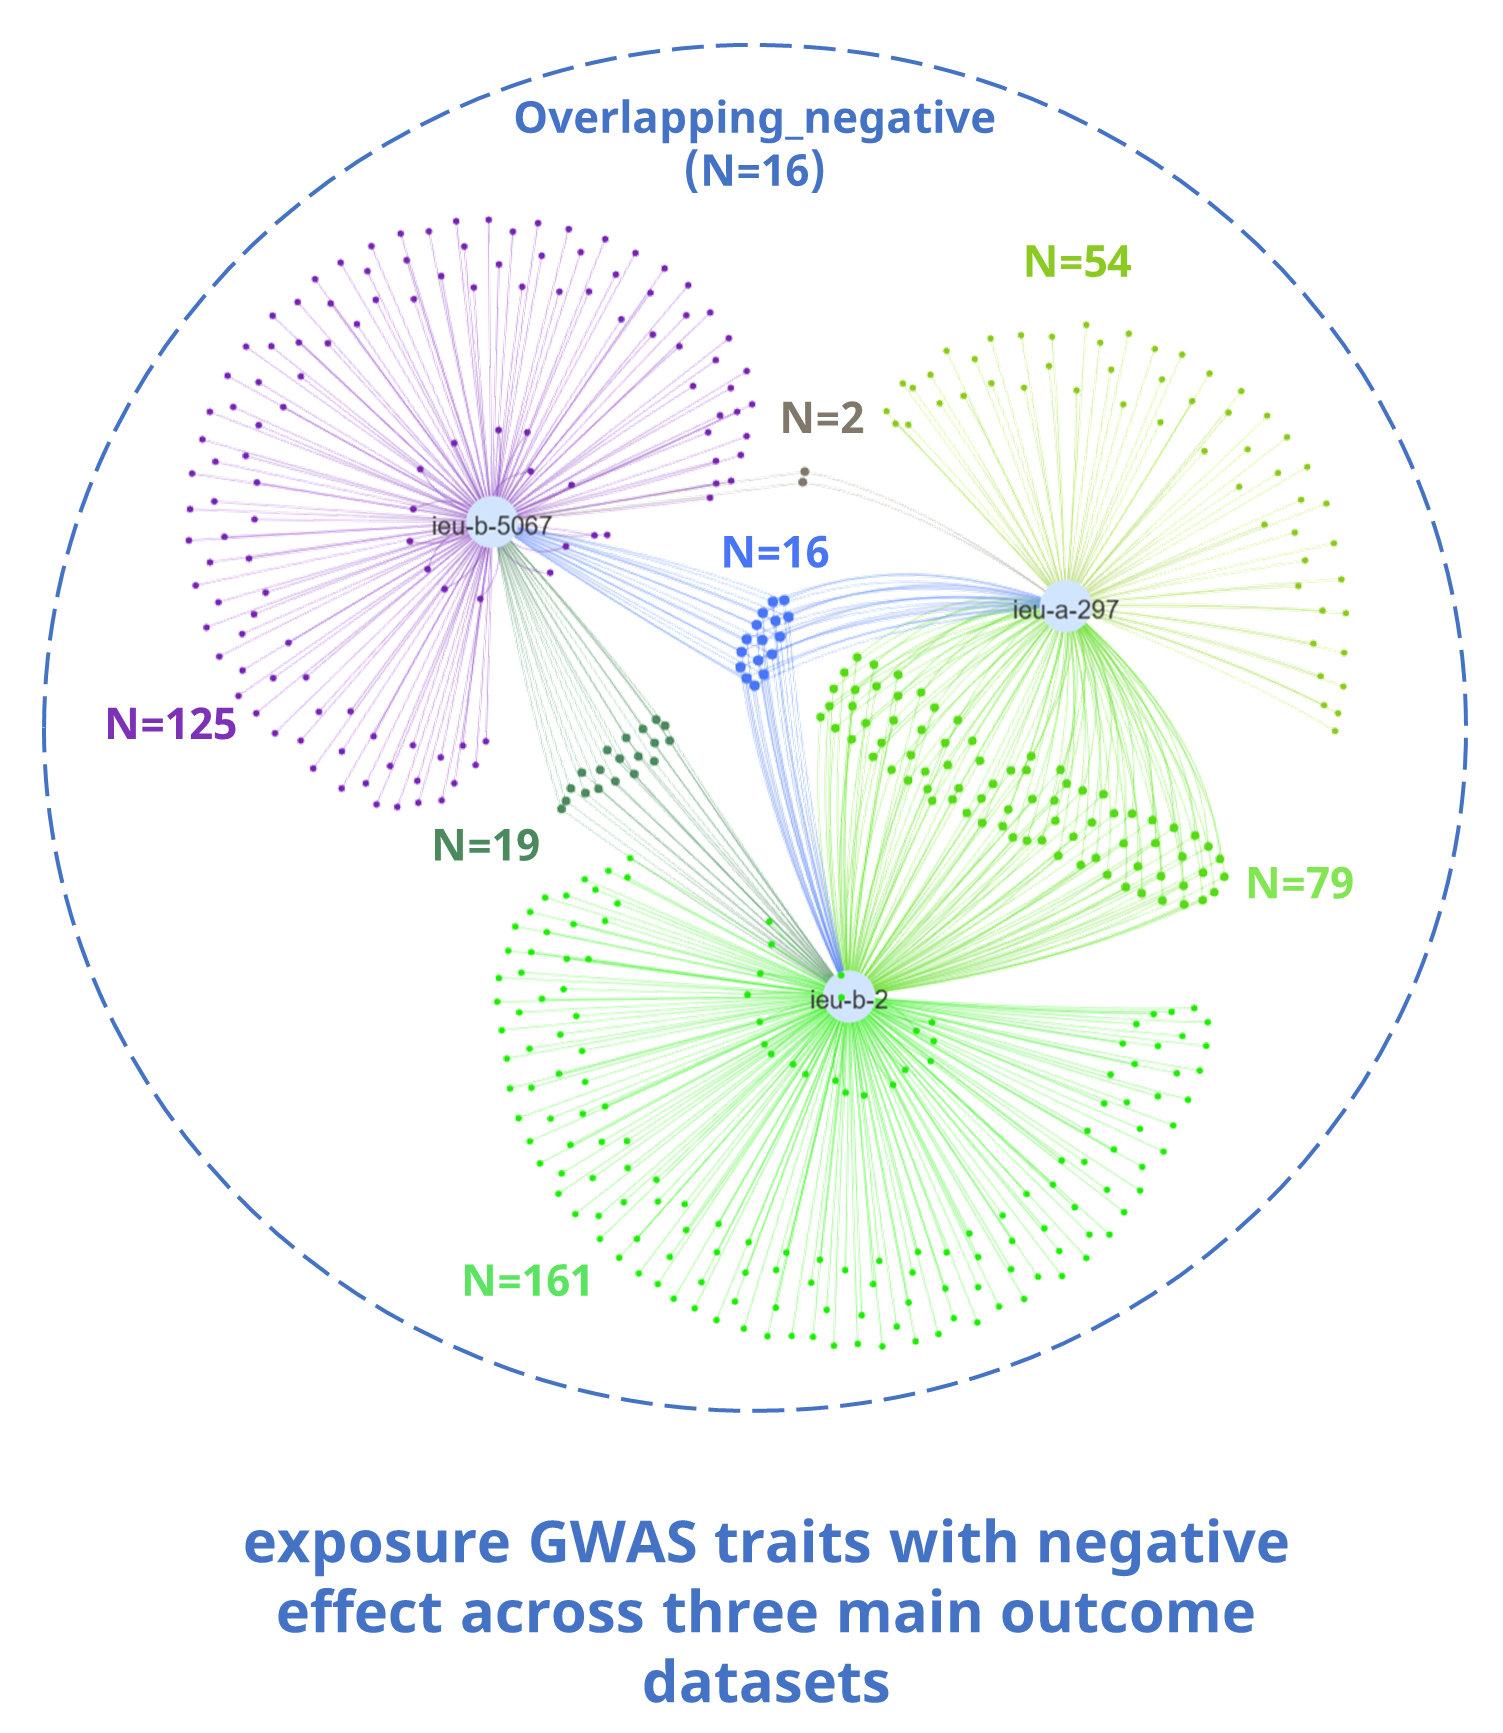 Overlapping_negative
(N=16)
N=54
N=2
ieu-b-5067
N=16
ieu-a-297
N=125
N=19
N=79
ieu-b-2
N=161
exposure GWAS traits with negative
effect across three main outcome
datasets